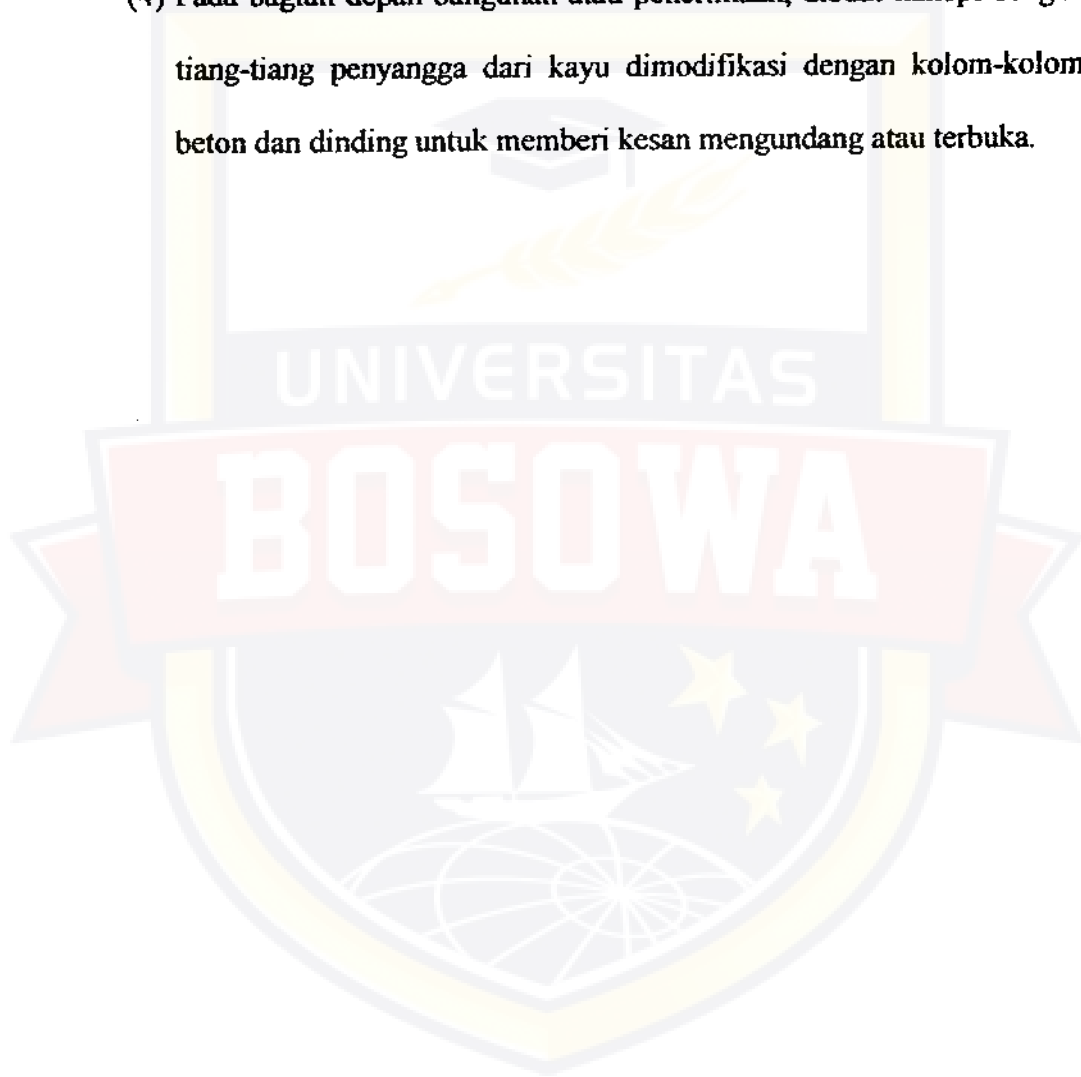 tiang-tiang penyangga dari kayu dimodifikasi dengan kolom-kolom
beton dan dinding untuk memberi kesan mengundang atau terbuka.
UNIVERSITAS
BOSOWA